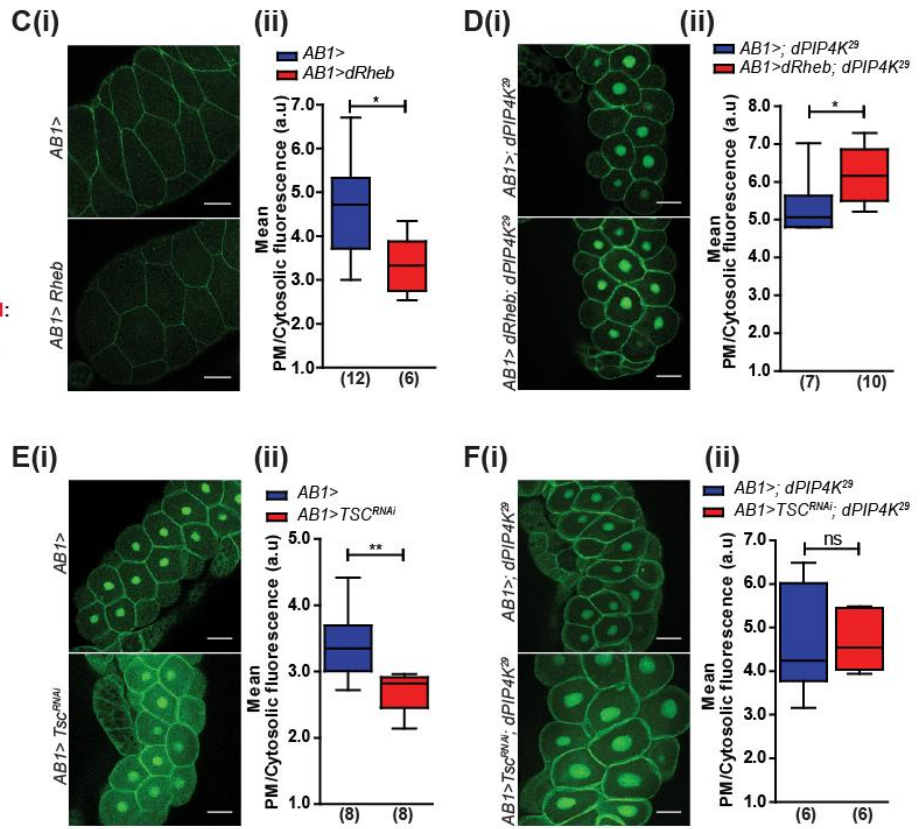 C(i)
AB1>
AB1> Rheb
(ii)
AB1>
AB1>dRheb
Mean
PM/Cytosolic fluorescence (a.u)
7.0
6.0
5.0
4.0
3.0
2.0
1.0
*
(12)
(6)
D(i)
AB1>; dPIP4K29
AB1> dRheb; dPIP4K29
(ii)
AB1>; dPIP4K29
AB1>dRheb; dPIP4K29
Mean
PM/Cytosolic fluorescence (a.u)
8.0
7.0
6.0
5.0
4.0
3.0
2.0
1.0
*
(7)
(10)
E(i)
AB1>
AB1> TscRNAi
(ii)
AB1>
AB1>TSCRNAi
Mean
PM/Cytosolic fluorescence (a.u)
5.0
4.0
3.0
2.0
1.0
**
(8)
(8)
F(i)
AB1>; dPIP4K29
AB1>TscRNAi; dPIP4K29
(ii)
AB1>; dPIP4K29
AB1>TSCRNAi; dPIP4K29
Mean
PM/Cytosolic fluorescence (a.u)
7.0
6.0
5.0
4.0
3.0
2.0
1.0
ns
(6)
(6)